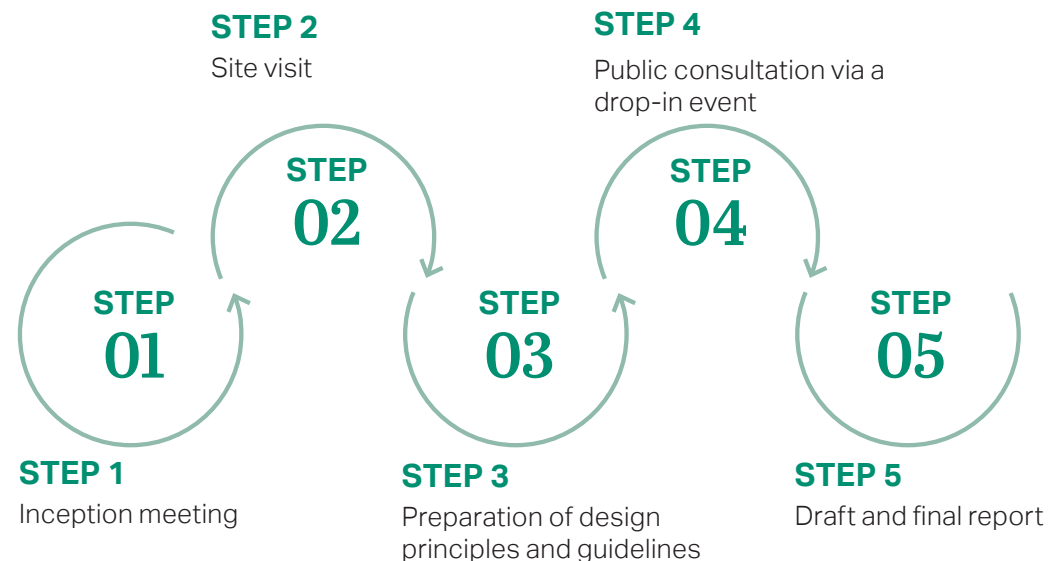 STEP 2
Site visit
STEP 4
Public consultation via a
drop-in event
STEP
02
STEP
04
STEP
01
STEP
03
STEP
05
STEP 1
Inception meeting
STEP 3
Preparation of design
principles and guidelines
STEP 5
Draft and final report